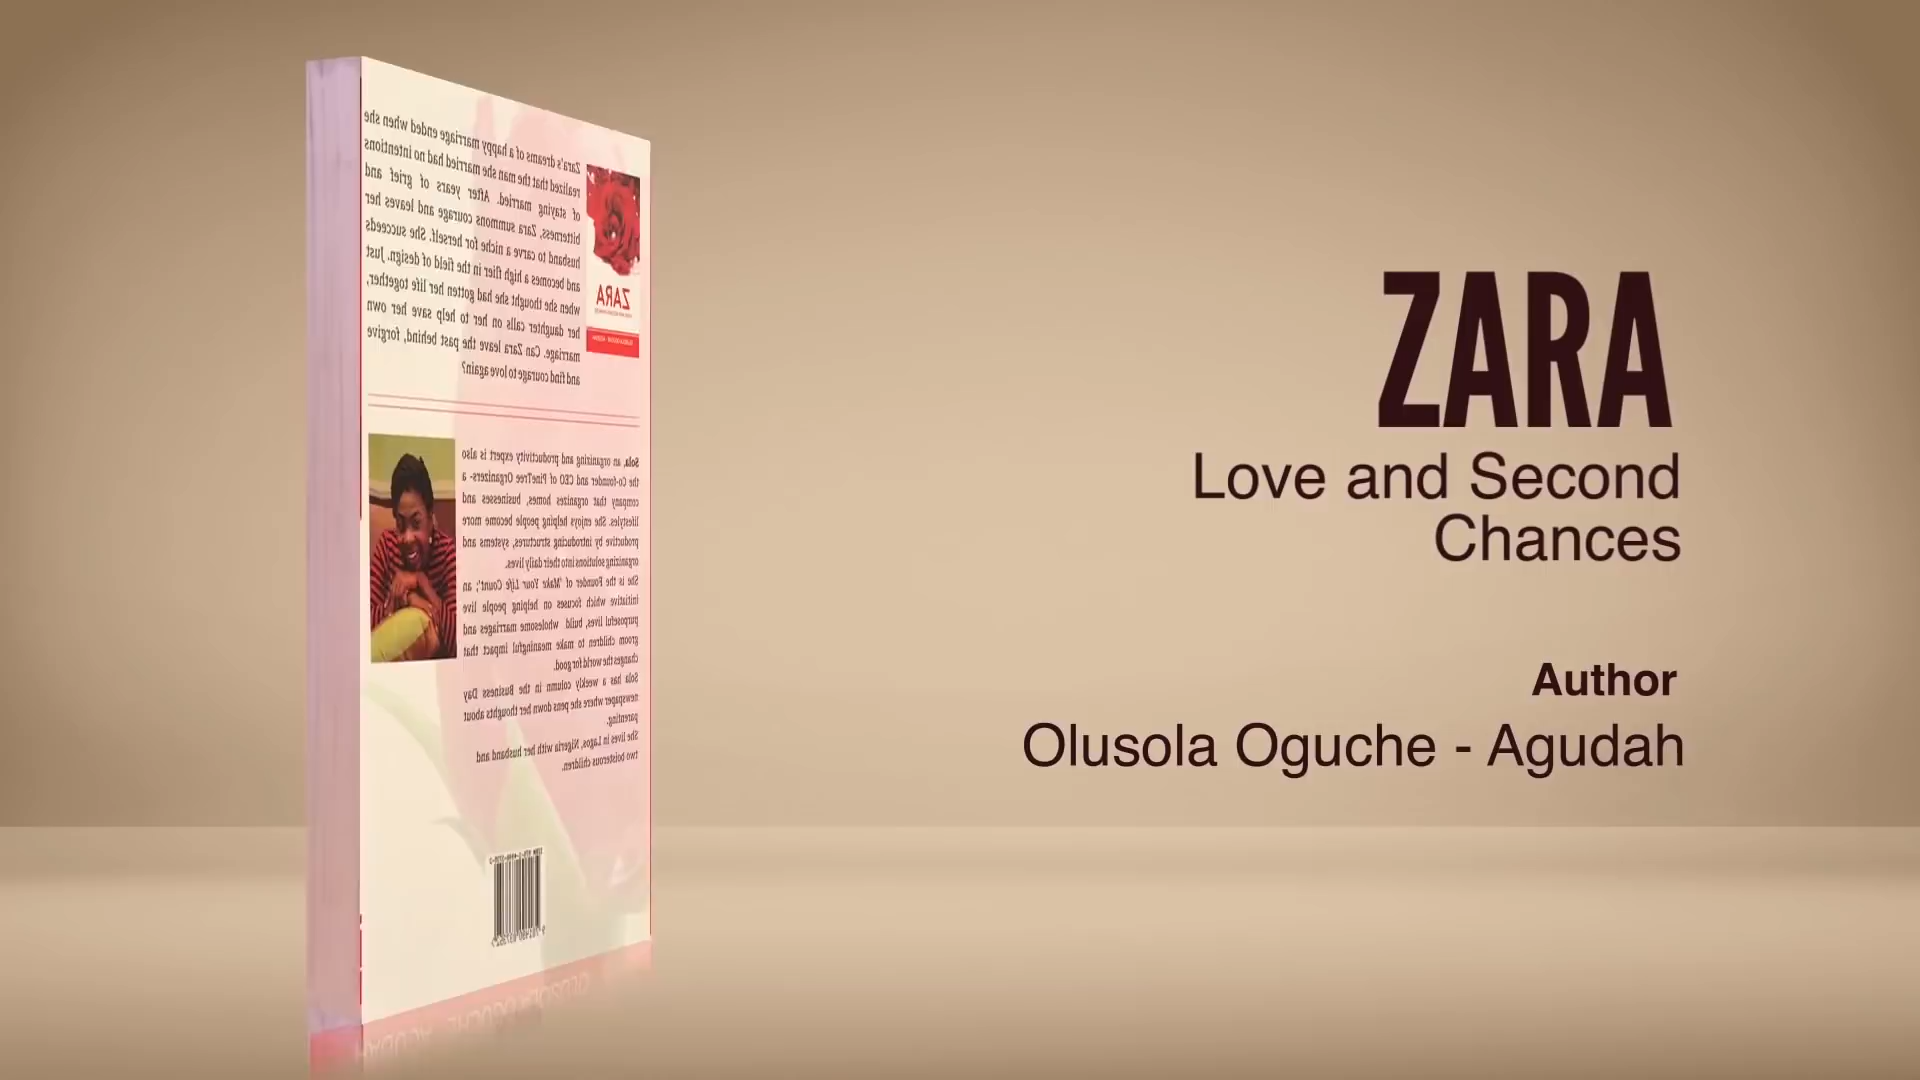 Zara's dreams of a happy marriage ended when she
realized that the man she married had no intentions
of staying married. After years of grief and
bitterness, Zara summons courage and leaves her
husband to carve a niche for herself. She succeeds
and becomes a high flier in the field of design. Just
when she thought she had gotten her life together,
her daughter calls on her to help save her own
marriage. Can Zara leave the past behind, forgive
and find courage to love again?
ZARA
Sola, an organizing and productivity expert is also
the Co-founder and CEO of PineTree Organizers- a
company that organizes homes, businesses and
lifestyles. She enjoys helping people become more
productive by introducing structures, systems and
organizing solutions into their daily lives.
She is the Founder of 'Make Your Life Count'; an
initiative which focuses on helping people live
purposeful lives, build wholesome marriages and
groom children to make meaningful impact that
changes the world for good.
Sola has a weekly column in the Business Day
newspaper where she pens down her thoughts about
parenting.
She lives in Lagos, Nigeria with her husband and
two boisterous children.
ZARA
Love and Second
Chances
Author
Olusola Oguche - Agudah